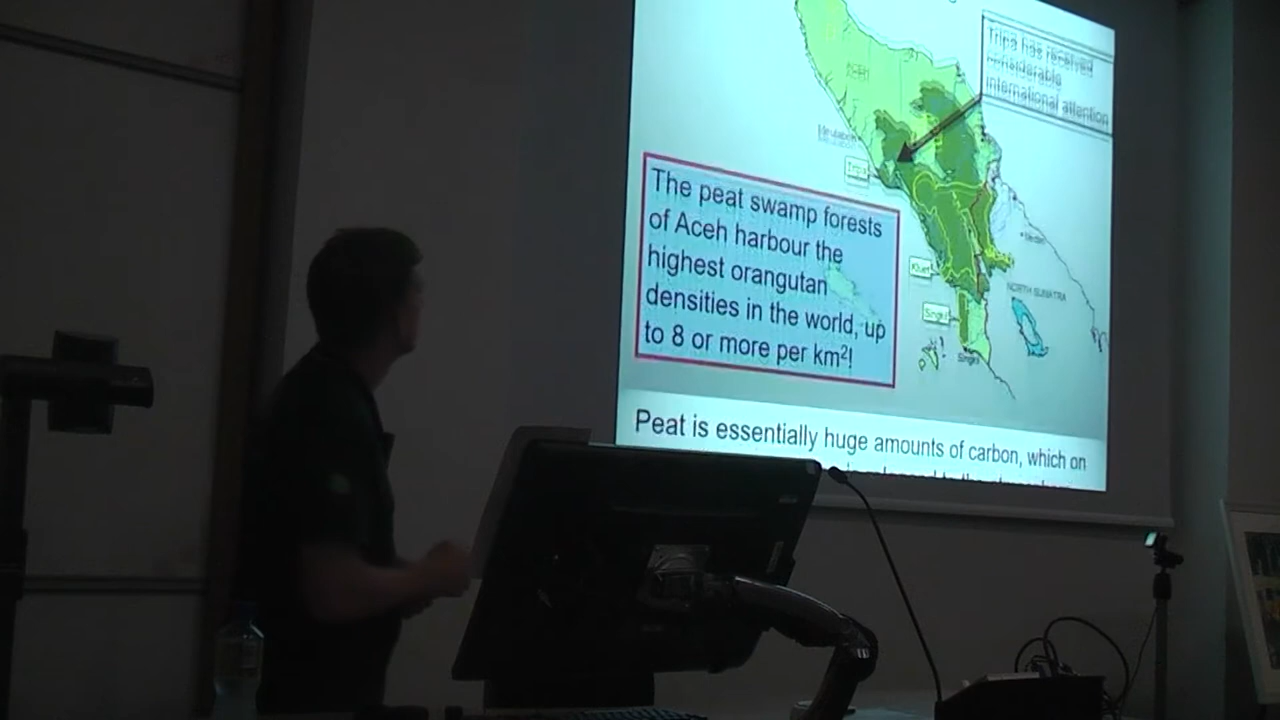 Tripa has received
considerable
international attention
ACEH
Meulaboh
Tripa
The peat swamp forests
of Aceh harbour the
highest orangutan
densities in the world, up
to 8 or more per km²!
Medan
Kluet
NORTH SUMATRA
Singkil
Singkil
Peat is essentially huge amounts of carbon, which on